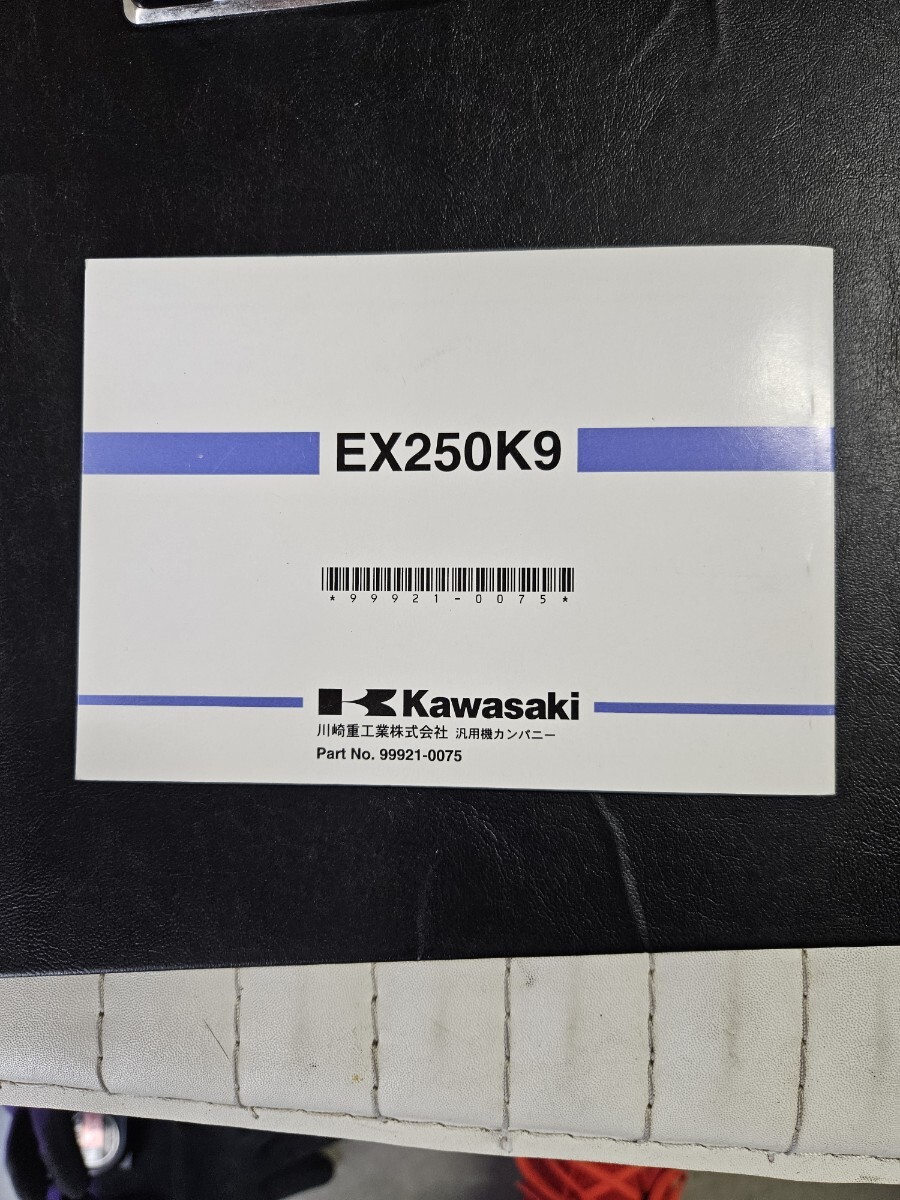 EX250K9
*99921-0075*
Kawasaki
川崎重工業株式会社 汎用機カンパニー
Part No. 99921-0075